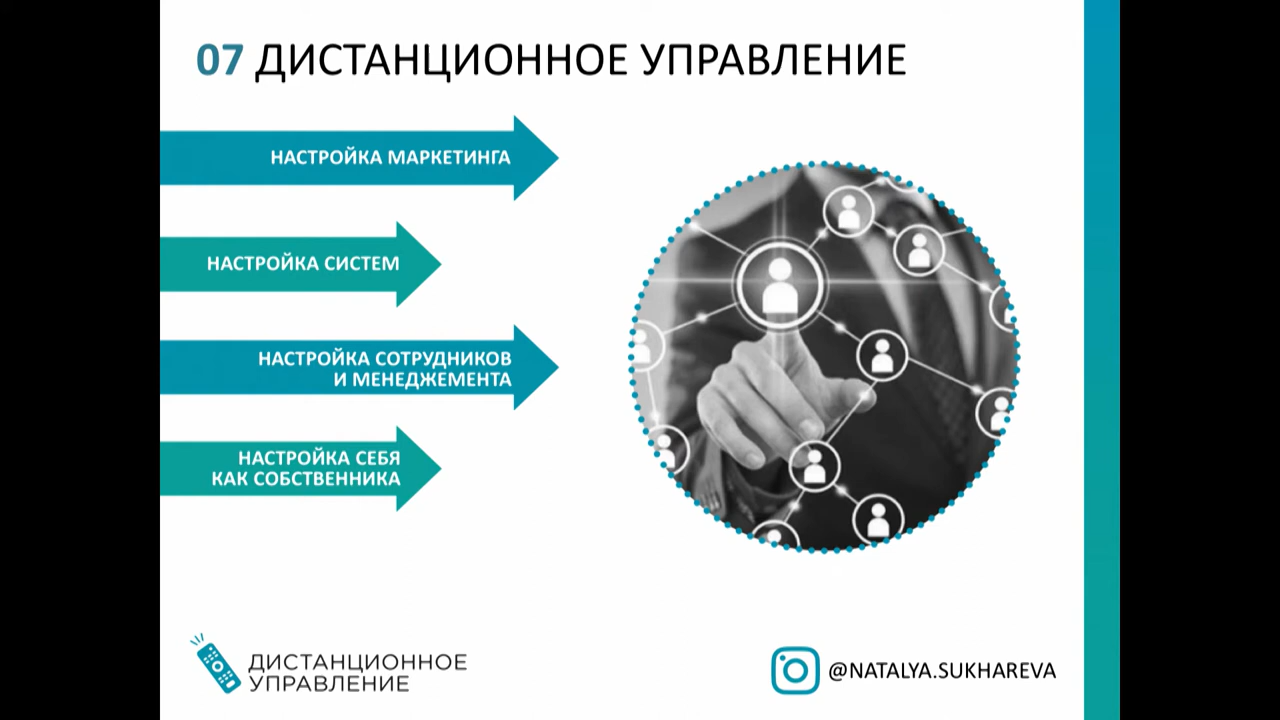 07 ДИСТАНЦИОННОЕ УПРАВЛЕНИЕ
НАСТРОЙКА МАРКЕТИНГА
НАСТРОЙКА СИСТЕМ
НАСТРОЙКА СОТРУДНИКОВ
И МЕНЕДЖЕМЕНТА
НАСТРОЙКА СЕБЯ
КАК СОБСТВЕННИКА
ДИСТАНЦИОННОЕ
УПРАВЛЕНИЕ
@NATALYA.SUKHAREVA